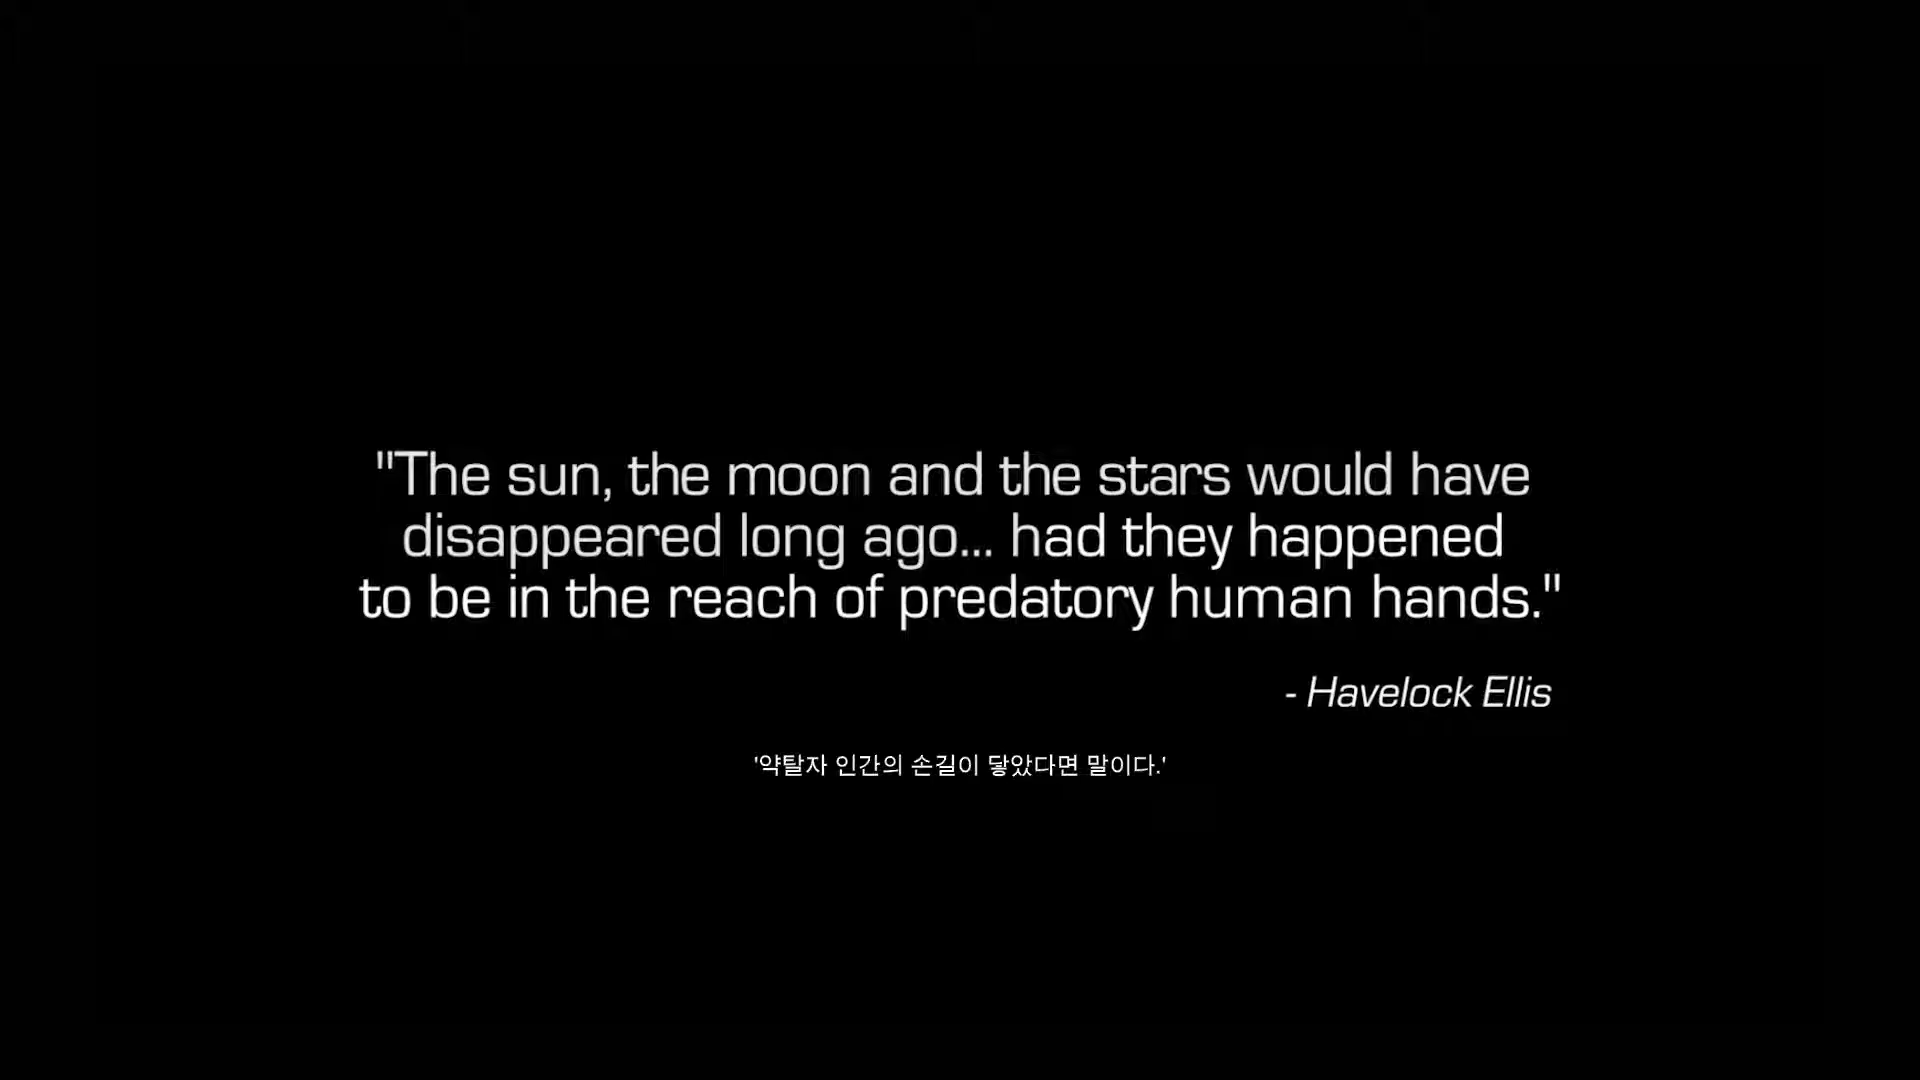 "The sun, the moon and the stars would have
disappeared long ago... had they happened
to be in the reach of predatory human hands."
- Havelock Ellis
'약탈자 인간의 손길이 닿았다면 말이다.'